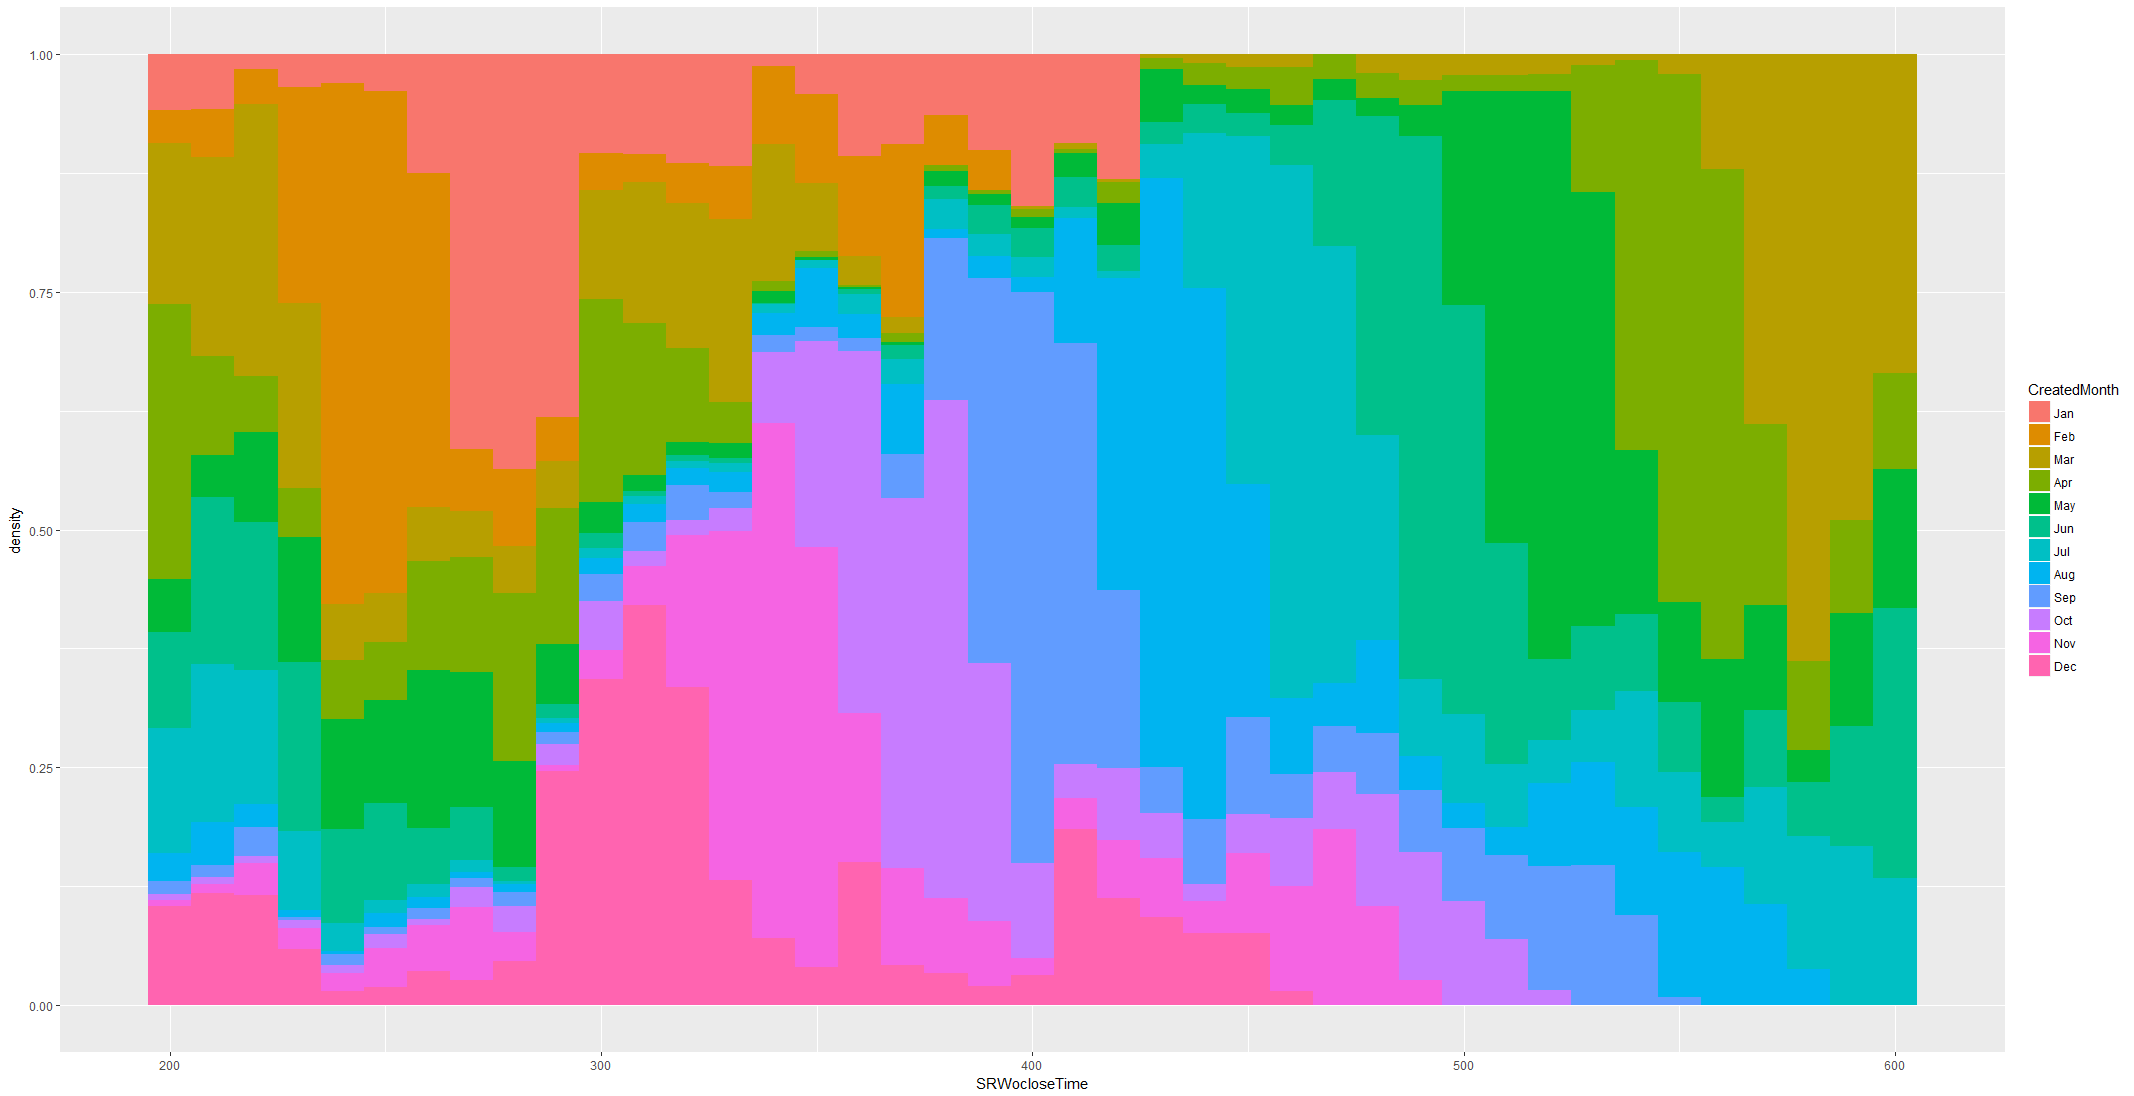 1.00
0.75
0.50
0.25
0.00
density
200
300
400
500
600
SRWocloseTime
CreatedMonth
Jan
Feb
Mar
Apr
May
Jun
Jul
Aug
Sep
Oct
Nov
Dec